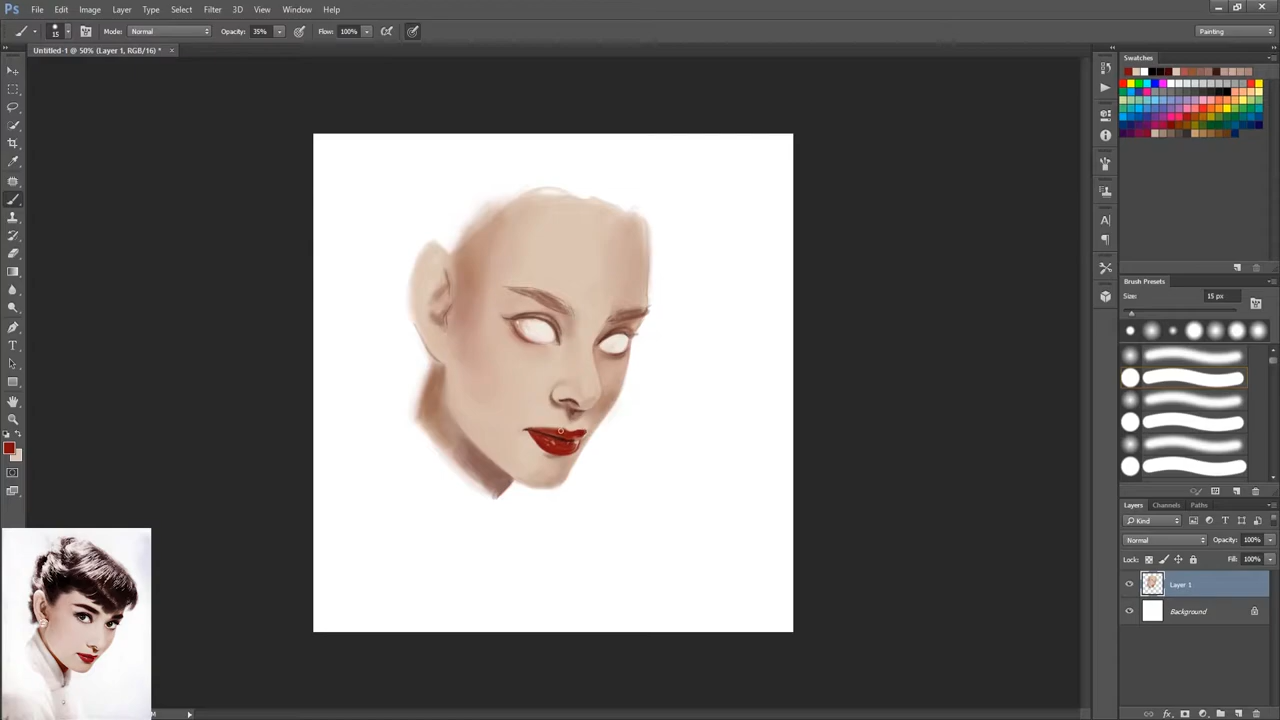 Ps File Edit Image Layer Type Select Filter 3D View Window Help
15 Mode: Normal Opacity: 35% Flow: 100% Painting
Untitled-1 @ 50% (Layer 1, RGB/16) * ×
Swatches
Brush Presets
Size: 15 px
Layers Channels Paths
Kind
Normal Opacity: 100%
Lock: Fill: 100%
Layer 1
Background